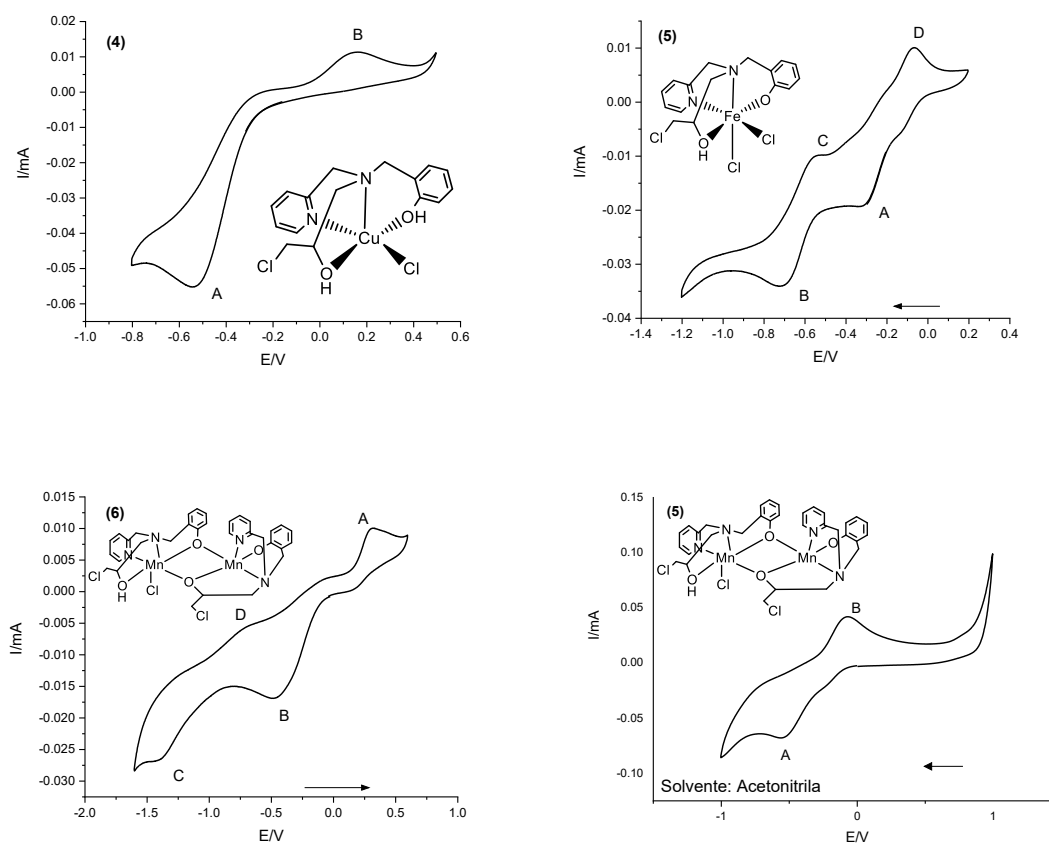 (4)
0.02
0.01
0.00
-0.01
-0.02
-0.03
-0.04
-0.05
-0.06
I/mA
-1.0 -0.8 -0.6 -0.4 -0.2 0.0 0.2 0.4 0.6
E/V
A
B
N
N
OH
Cu
Cl
O
H
Cl
(5)
0.01
0.00
-0.01
-0.02
-0.03
-0.04
I/mA
-1.4 -1.2 -1.0 -0.8 -0.6 -0.4 -0.2 0.0 0.2 0.4
E/V
D
C
A
B
N
N
O
Fe
Cl
O
H
Cl
Cl
(6)
0.015
0.010
0.005
0.000
-0.005
-0.010
-0.015
-0.020
-0.025
-0.030
I/mA
-2.0 -1.5 -1.0 -0.5 0.0 0.5 1.0
E/V
A
D
B
C
N
N
O
N
O
Mn
Mn
Cl
O
H
Cl
O
N
Cl
(5)
0.15
0.10
0.05
0.00
-0.05
-0.10
I/mA
-1 0 1
E/V
B
A
N
N
O
N
O
Mn
Mn
Cl
O
H
Cl
O
N
Cl
Solvente: Acetonitrila